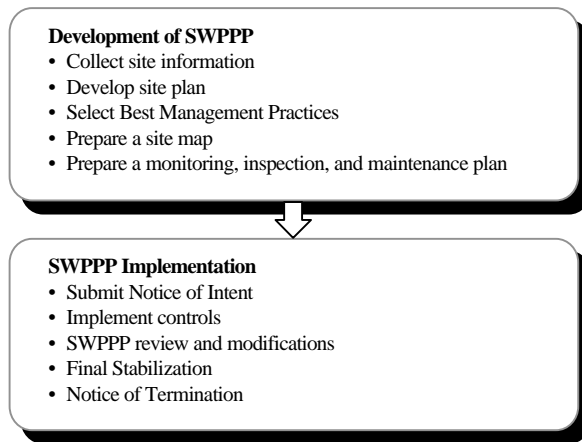 Development of SWPPP
• Collect site information
• Develop site plan
• Select Best Management Practices
• Prepare a site map
• Prepare a monitoring, inspection, and maintenance plan
SWPPP Implementation
• Submit Notice of Intent
• Implement controls
• SWPPP review and modifications
• Final Stabilization
• Notice of Termination